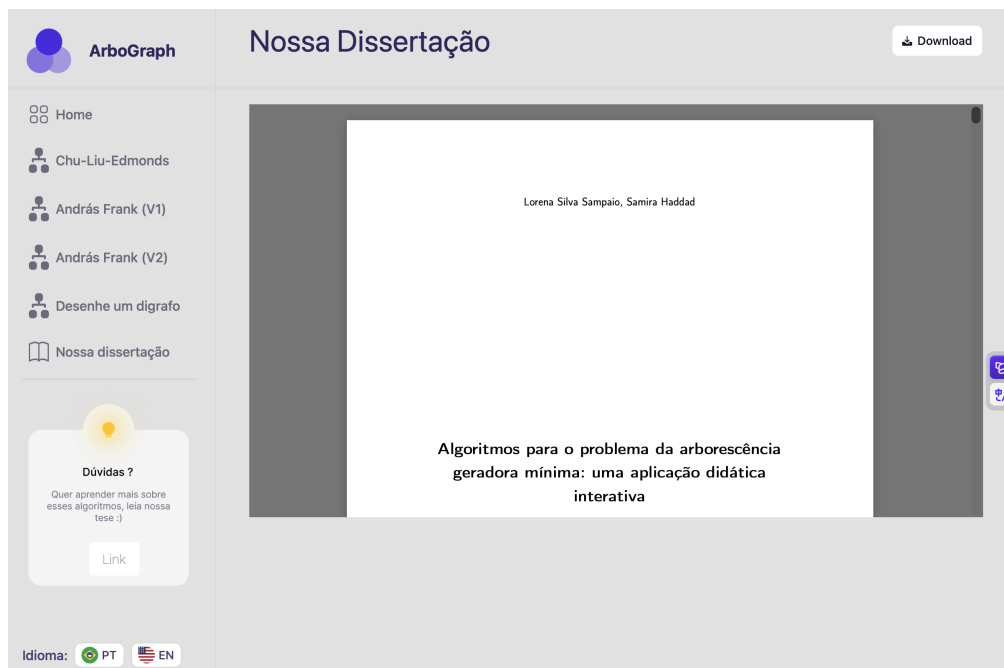 ArboGraph
Nossa Dissertação
Download
Home
Chu-Liu-Edmonds
András Frank (V1)
András Frank (V2)
Desenhe um digrafo
Nossa dissertação
Dúvidas ?
Quer aprender mais sobre
esses algoritmos, leia nossa
tese :)
Link
Idioma:
PT
EN
Lorena Silva Sampaio, Samira Haddad
Algoritmos para o problema da arborescência
geradora mínima: uma aplicação didática
interativa